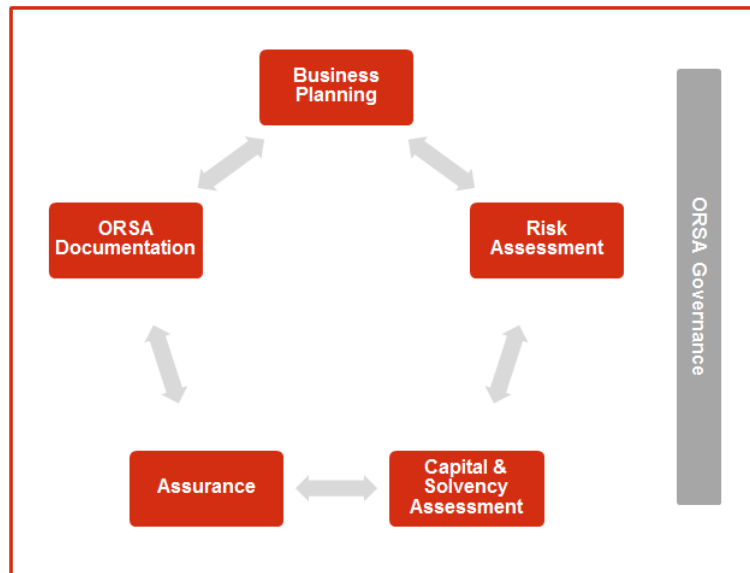 Business
Planning
ORSA
Documentation
Risk
Assessment
ORSA Governance
Assurance
Capital &
Solvency
Assessment